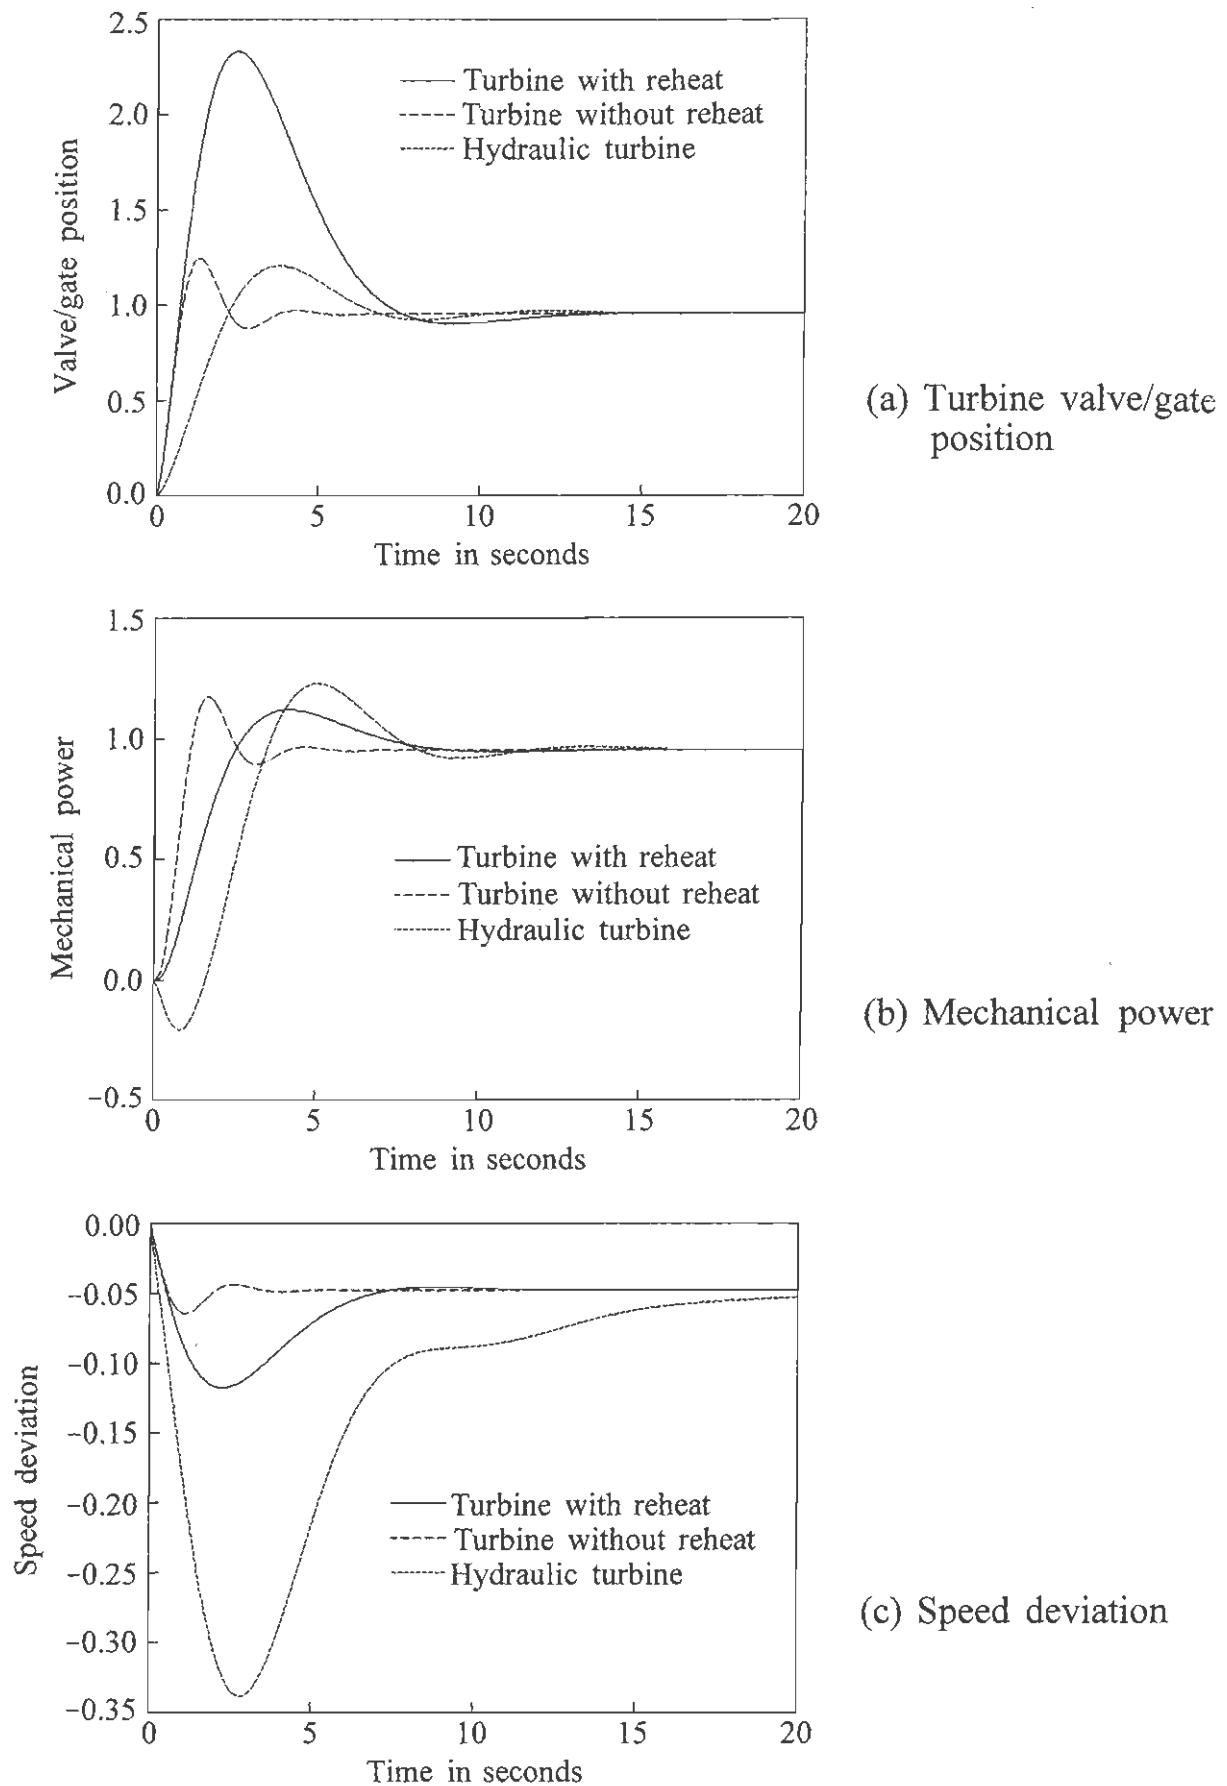 2.5
2.0
1.5
1.0
0.5
0.0
Valve/gate position
Turbine with reheat
Turbine without reheat
Hydraulic turbine
0 5 10 15 20
Time in seconds
(a) Turbine valve/gate
position
1.5
1.0
0.5
0.0
−0.5
Mechanical power
Turbine with reheat
Turbine without reheat
Hydraulic turbine
0 5 10 15 20
Time in seconds
(b) Mechanical power
0.00
−0.05
−0.10
−0.15
−0.20
−0.25
−0.30
−0.35
Speed deviation
Turbine with reheat
Turbine without reheat
Hydraulic turbine
0 5 10 15 20
Time in seconds
(c) Speed deviation